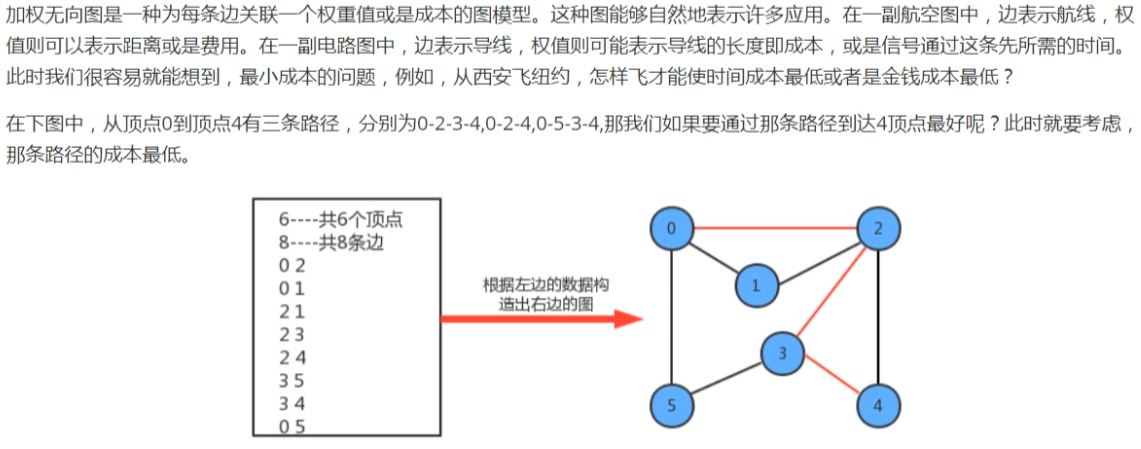 加权无向图是一种为每条边关联一个权重值或是成本的图模型。这种图能够自然地表示许多应用。在一副航空图中，边表示航线，权
值则可以表示距离或是费用。在一副电路图中，边表示导线，权值则可能表示导线的长度即成本，或是信号通过这条先所需的时间。
此时我们很容易就能想到，最小成本的问题，例如，从西安飞纽约，怎样飞才能使时间成本最低或者是金钱成本最低？
在下图中，从顶点0到顶点4有三条路径，分别为0-2-3-4,0-2-4,0-5-3-4,那我们如果要通过那条路径到达4顶点最好呢？此时就要考虑，
那条路径的成本最低。
6----共6个顶点
8----共8条边
0 2
0 1
2 1
2 3
2 4
3 5
3 4
0 5
根据左边的数据构
造出右边的图
0
2
1
3
5
4